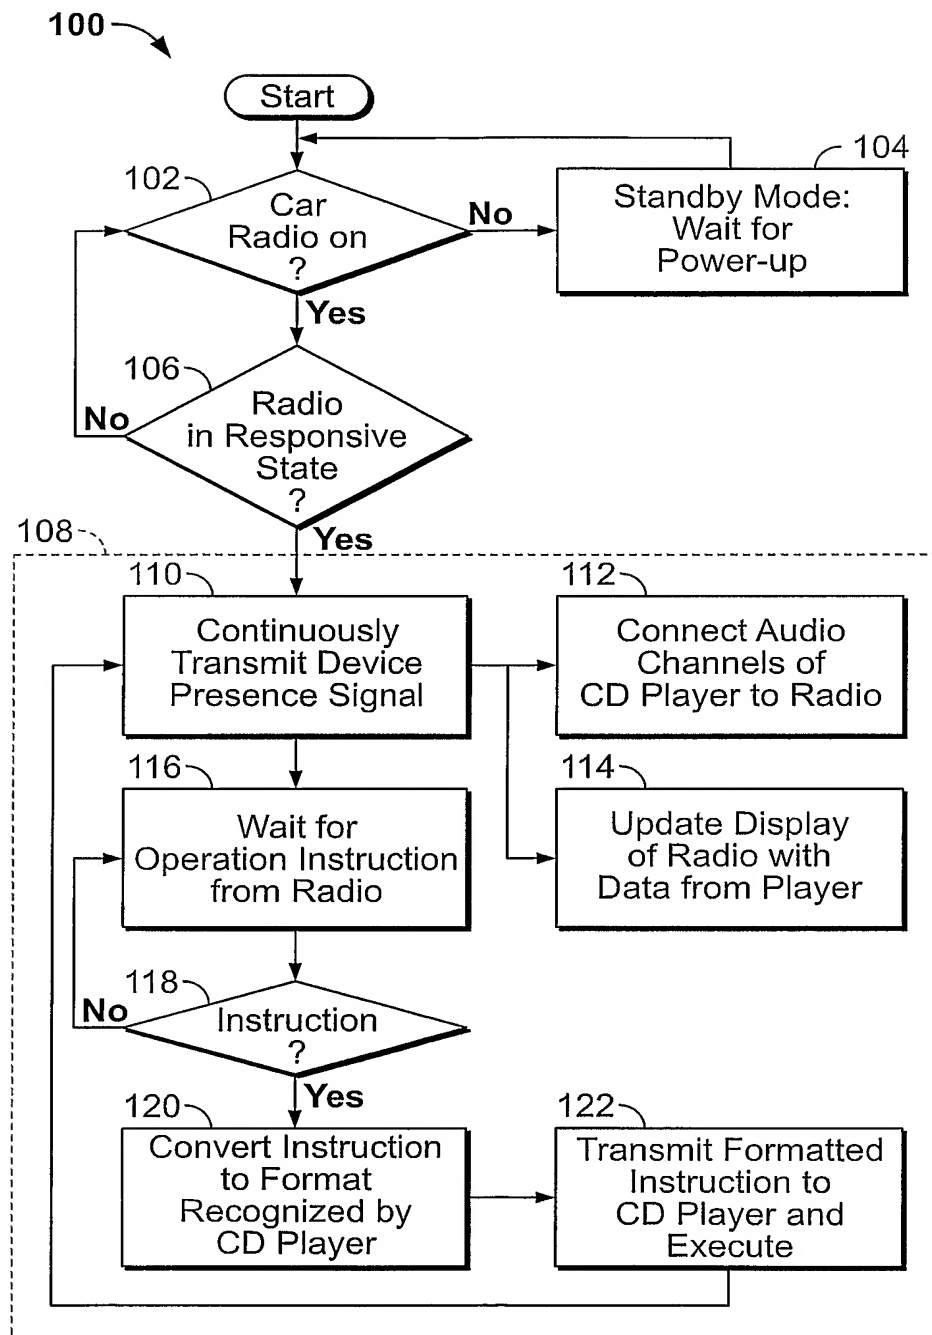 100
Start
104
102
Car
Radio on
?
No
Standby Mode:
Wait for
Power-up
Yes
106
Radio
in Responsive
State
?
No
Yes
108
110
Continuously
Transmit Device
Presence Signal
112
Connect Audio
Channels of
CD Player to Radio
116
Wait for
Operation Instruction
from Radio
114
Update Display
of Radio with
Data from Player
118
Instruction
?
No
Yes
120
Convert Instruction
to Format
Recognized by
CD Player
122
Transmit Formatted
Instruction to
CD Player and
Execute